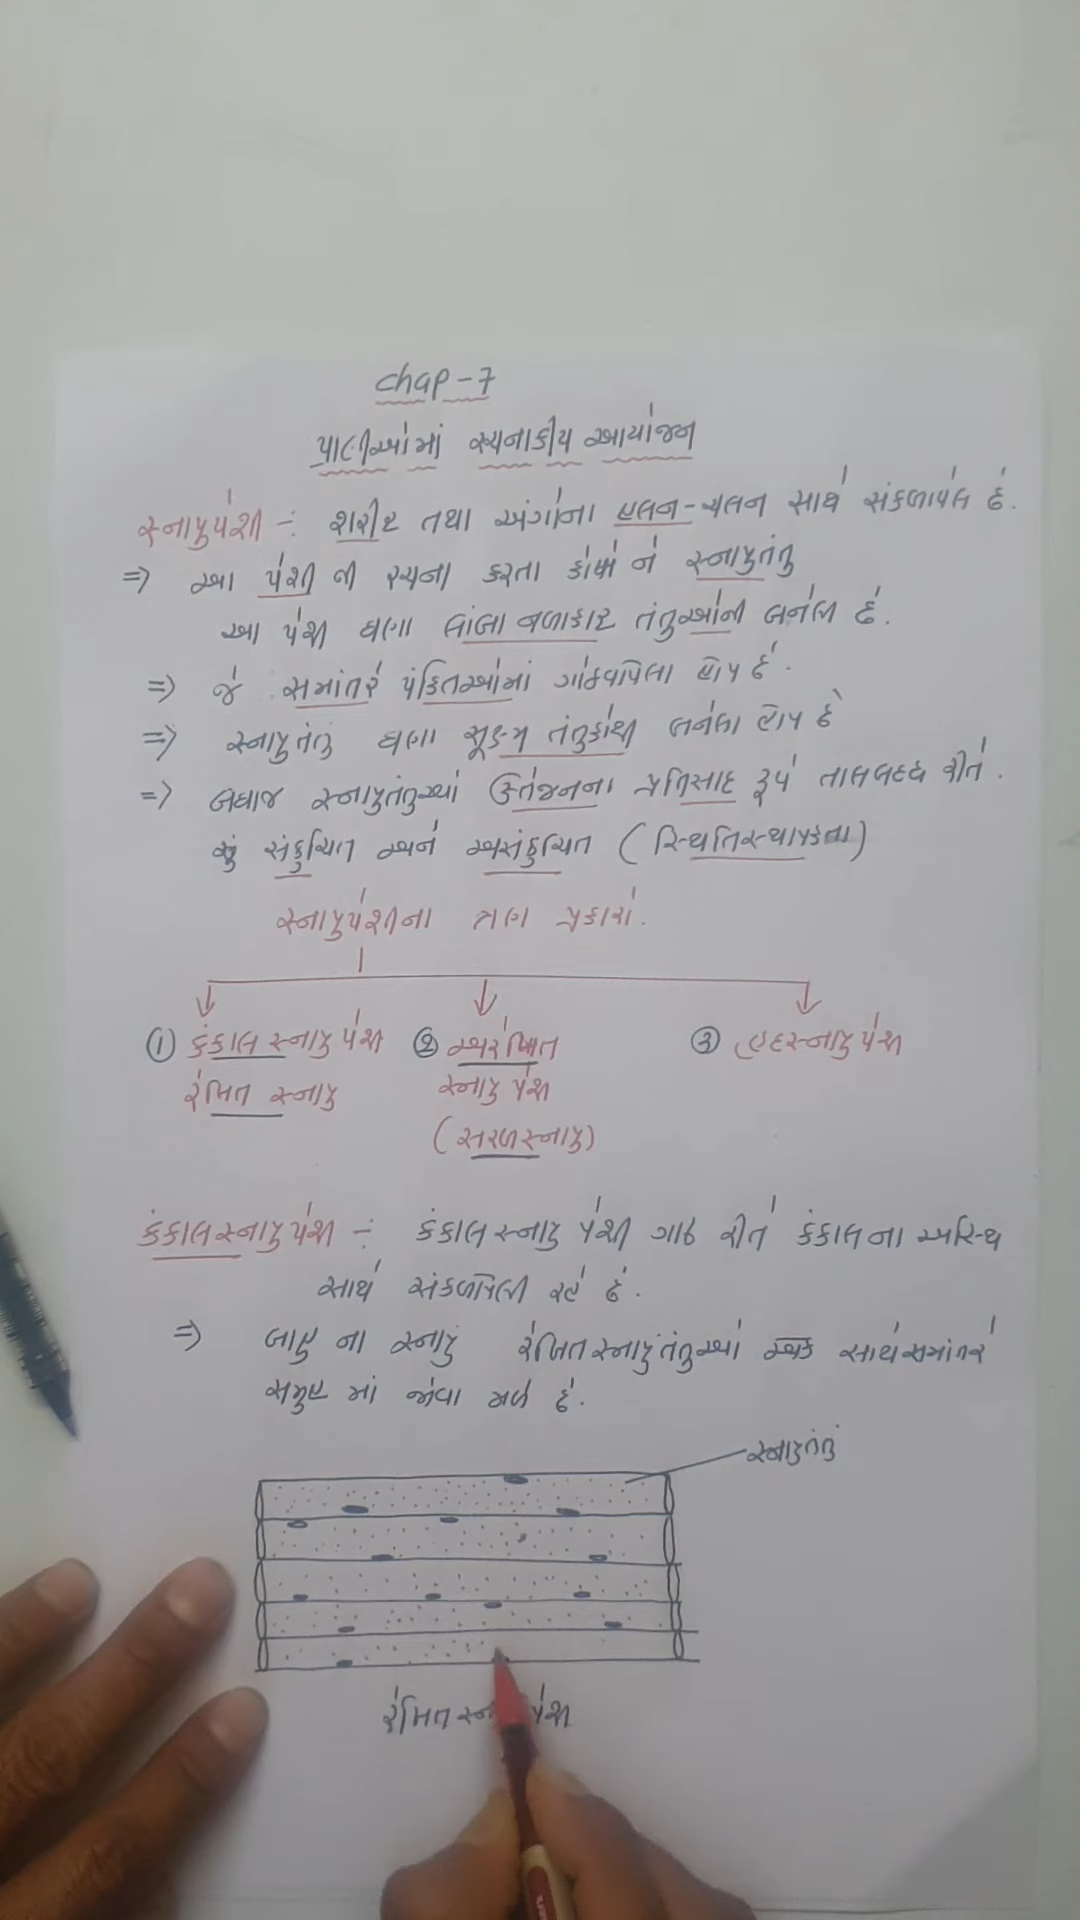 Chap-7
પ્રાણીઓમાં રચનાકીય આયોજન
સ્નાયુપેશી :- શરીર તથા અંગોના હલન-ચલન સાથે સંકળાયેલ છે.
⇒ આ પેશી ની રચના કરતા કોષો ને સ્નાયુતંતુ
આ પેશી ઘણા લાંબા નળાકાર તંતુઓની બનેલી છે.
⇒ જે સમાંતરે પંકિતઓમાં ગોઠવાયેલા હોય છે.
⇒ સ્નાયુતંતુ ઘણા સૂક્ષ્મ તંતુકોથી બનેલા હોય છે
⇒ બધાજ સ્નાયુતંતુઓ ઉત્તેજનના પ્રતિસાદ રૂપે તાલબદ્ધ રીતે.
સંકુચિત અને અસંકુચિત (સ્થિતિસ્થાપકતા)
સ્નાયુપેશીના ત્રણ પ્રકારો.
① કંકાલ સ્નાયુ પેશી ② અરેખિત ③ હૃદસ્નાયુ પેશી
રેખિત સ્નાયુ સ્નાયુ પેશી
(સરળસ્નાયુ)
કંકાલસ્નાયુ પેશી :- કંકાલ સ્નાયુ પેશી ગાઢ રીતે કંકાલના અસ્થિ
સાથે સંકળાયેલી રહે છે.
⇒ બાહુ ના સ્નાયુ રેખિતસ્નાયુતંતુઓ એક સાથે સમાંતર
સમુહ માં જોવા મળે છે.
સ્નાયુતંતુ
રેખિત પેશી